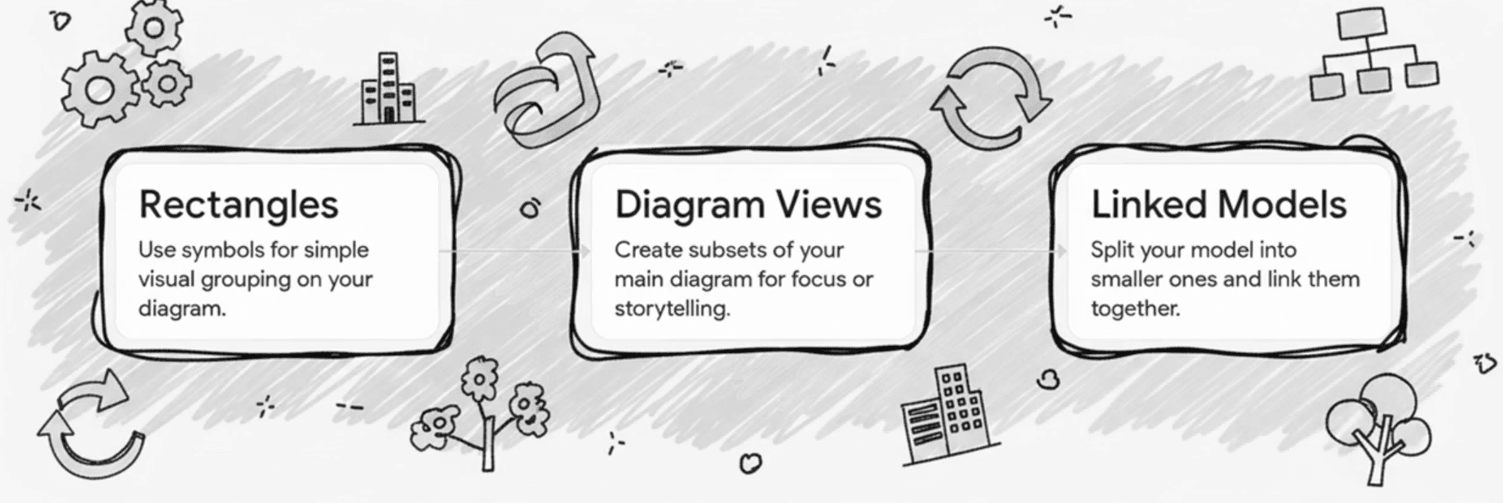 Rectangles
Use symbols for simple
visual grouping on your
diagram.
Diagram Views
Create subsets of your
main diagram for focus or
storytelling.
Linked Models
Split your model into
smaller ones and link them
together.